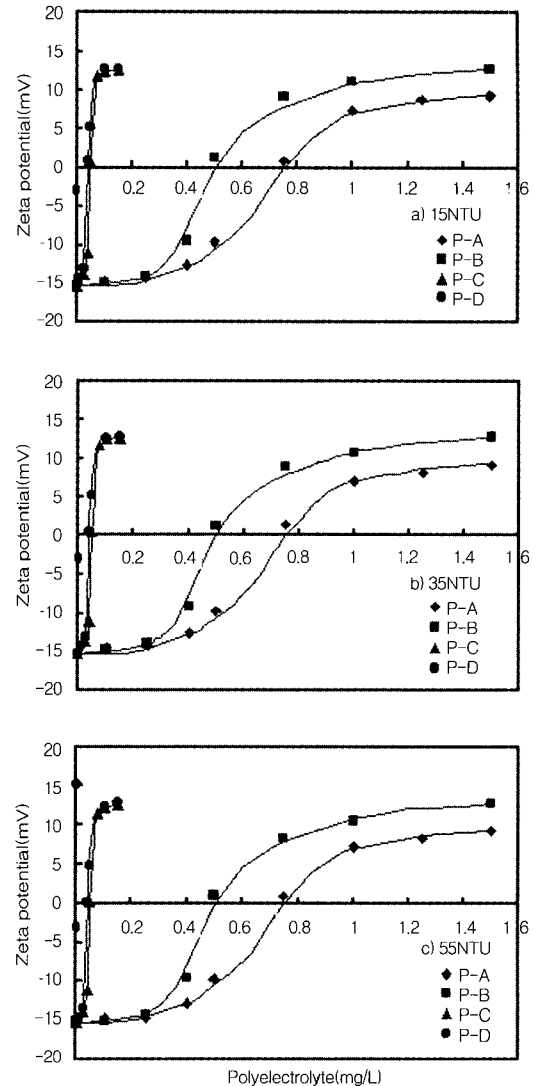 20
15
10
5
0
-5
-10
-15
-20
Zeta potential(mV)
0.2 0.4 0.6 0.8 1 1.2 1.4 1 6
a) 15NTU
P-A
P-B
P-C
P-D
20
15
10
5
0
-5
-10
-15
-20
Zeta potential(mV)
0.2 0.4 0.6 0.8 1 1.2 1.4 1 6
b) 35NTU
P-A
P-B
P-C
P-D
20
15
10
5
0
-5
-10
-15
-20
Zeta potential(mV)
0.2 0.4 0.6 0.8 1 1.2 1.4 1 6
c) 55NTU
P-A
P-B
P-C
P-D
Polyelectrolyte(mg/L)